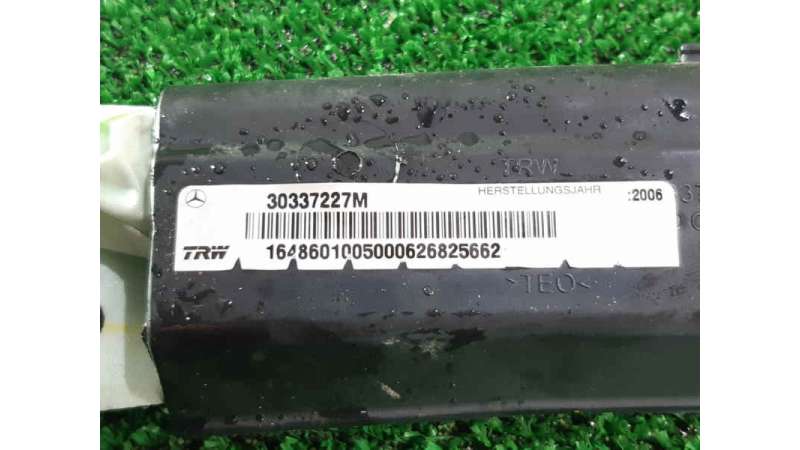 TRW
30337227M
HERSTELLUNGSJAHR :2006
TRW
1648601005000626825662
>TEO<